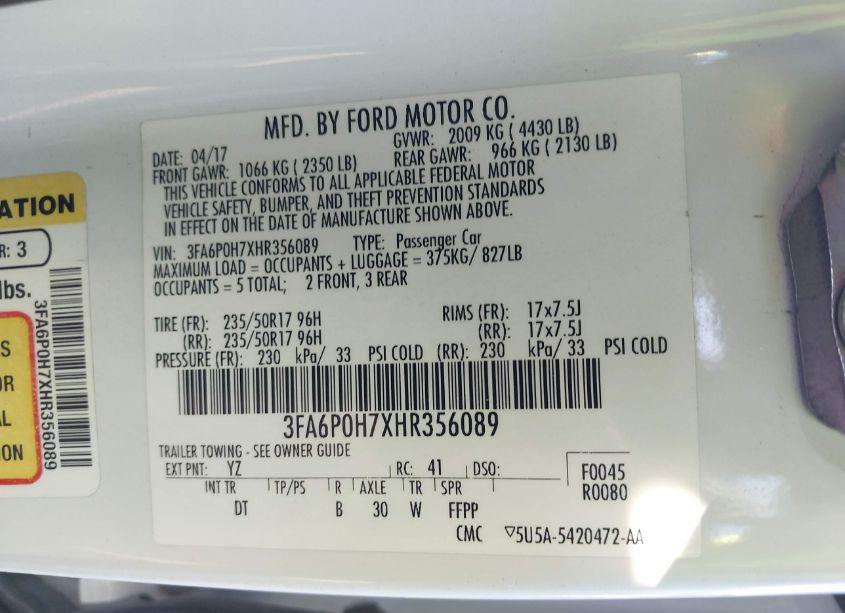 MFD. BY FORD MOTOR CO.
DATE: 04/17
GVWR: 2009 KG ( 4430 LB)
FRONT GAWR: 1066 KG ( 2350 LB)
REAR GAWR: 966 KG ( 2130 LB)
THIS VEHICLE CONFORMS TO ALL APPLICABLE FEDERAL MOTOR
VEHICLE SAFETY, BUMPER, AND THEFT PREVENTION STANDARDS
IN EFFECT ON THE DATE OF MANUFACTURE SHOWN ABOVE.
VIN: 3FA6P0H7XHR356089 TYPE: Passenger Car
MAXIMUM LOAD = OCCUPANTS + LUGGAGE = 375KG/ 827LB
OCCUPANTS = 5 TOTAL; 2 FRONT, 3 REAR
TIRE (FR): 235/50R17 96H RIMS (FR): 17x7.5J
(RR): 235/50R17 96H (RR): 17x7.5J
PRESSURE (FR): 230 kPa/ 33 PSI COLD (RR): 230 kPa/ 33 PSI COLD
3FA6P0H7XHR356089
TRAILER TOWING - SEE OWNER GUIDE
EXT PNT: YZ RC: 41 DSO:
F0045
R0080
INT TR TP/PS R AXLE TR SPR
DT B 30 W FFPP
CMC ▽5U5A-5420472-AA
ATION
R: 3
lbs.
S
OR
AL
ION
3FA6P0H7XHR356089